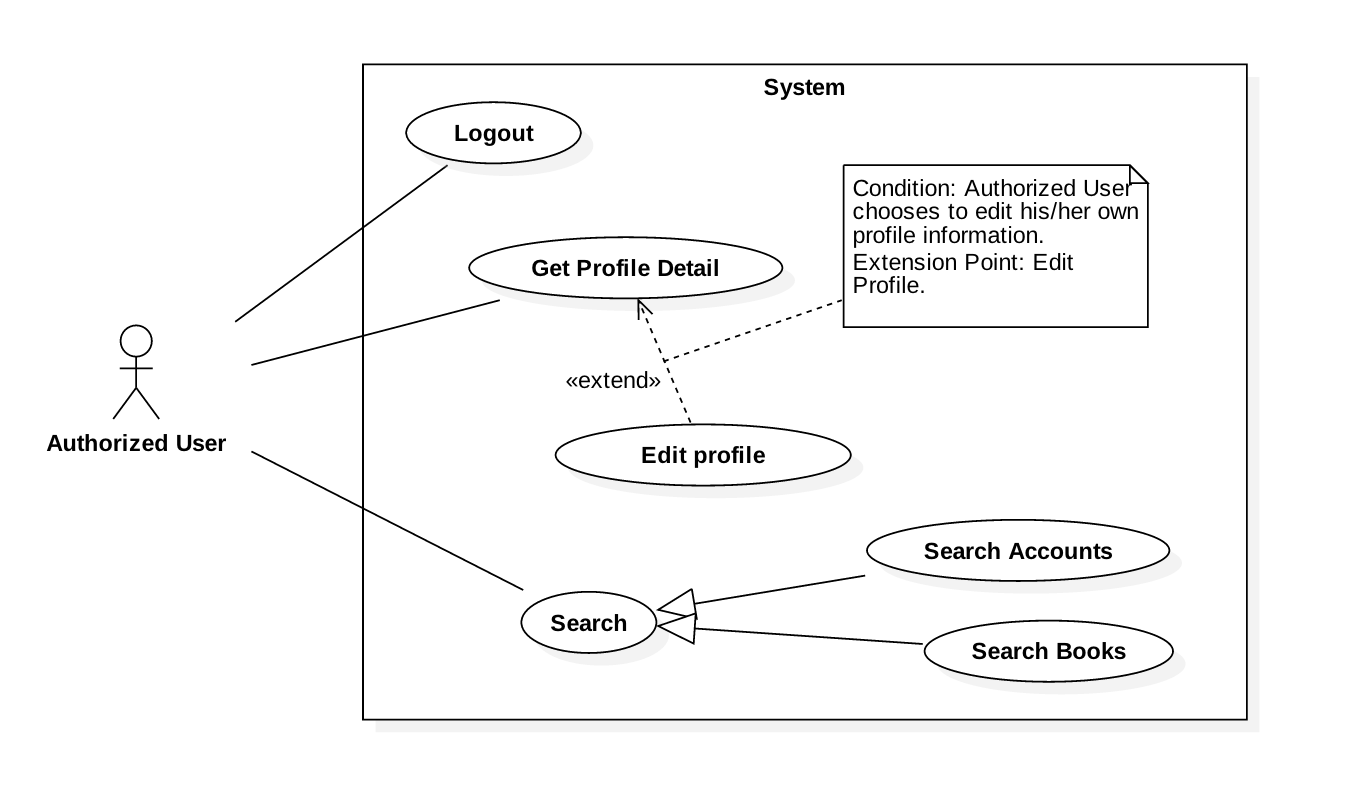 System
Logout
Condition: Authorized User
chooses to edit his/her own
profile information.
Extension Point: Edit
Profile.
Get Profile Detail
«extend»
Authorized User
Edit profile
Search Accounts
Search
Search Books